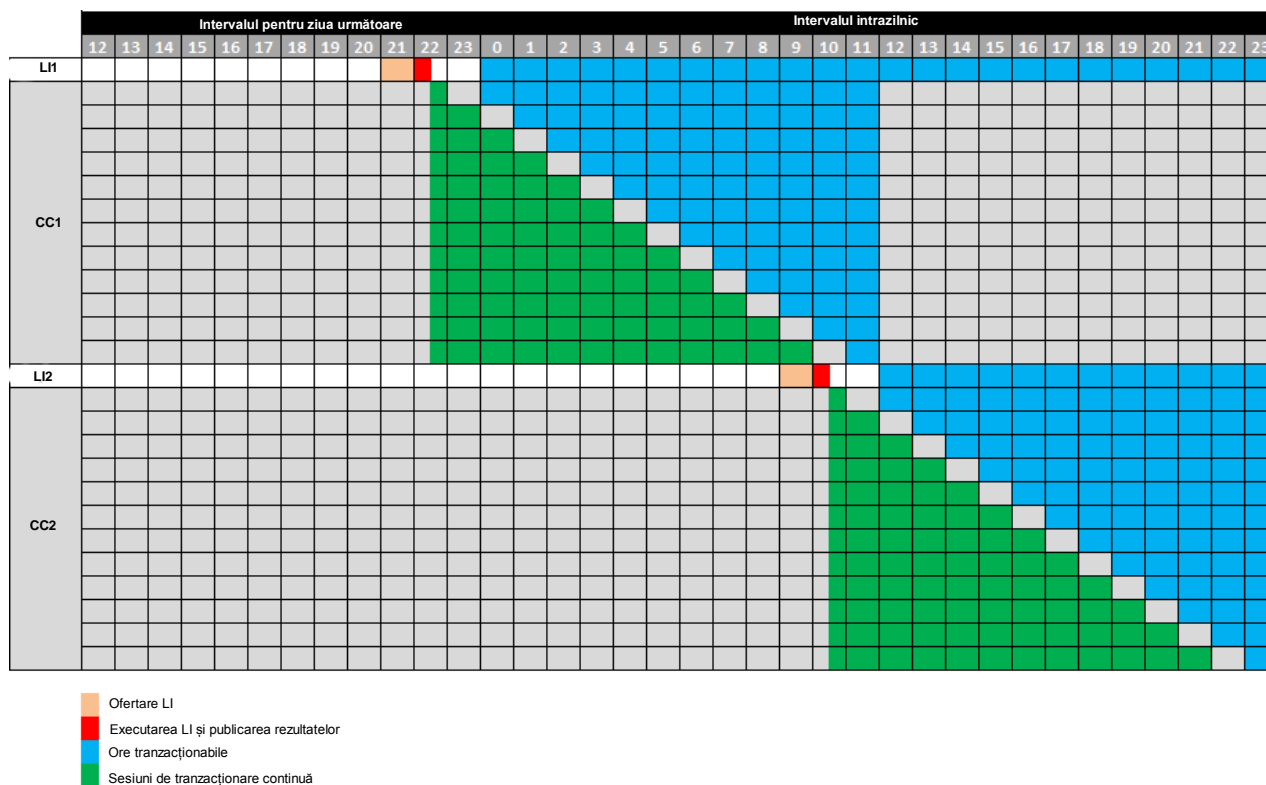 Intervalul pentru ziua următoare Intervalul intrazilnic
12 13 14 15 16 17 18 19 20 21 22 23 0 1 2 3 4 5 6 7 8 9 10 11 12 13 14 15 16 17 18 19 20 21 22 23
LI1
CC1
LI2
CC2
Ofertare LI
Executarea LI și publicarea rezultatelor
Ore tranzacționabile
Sesiuni de tranzacționare continuă